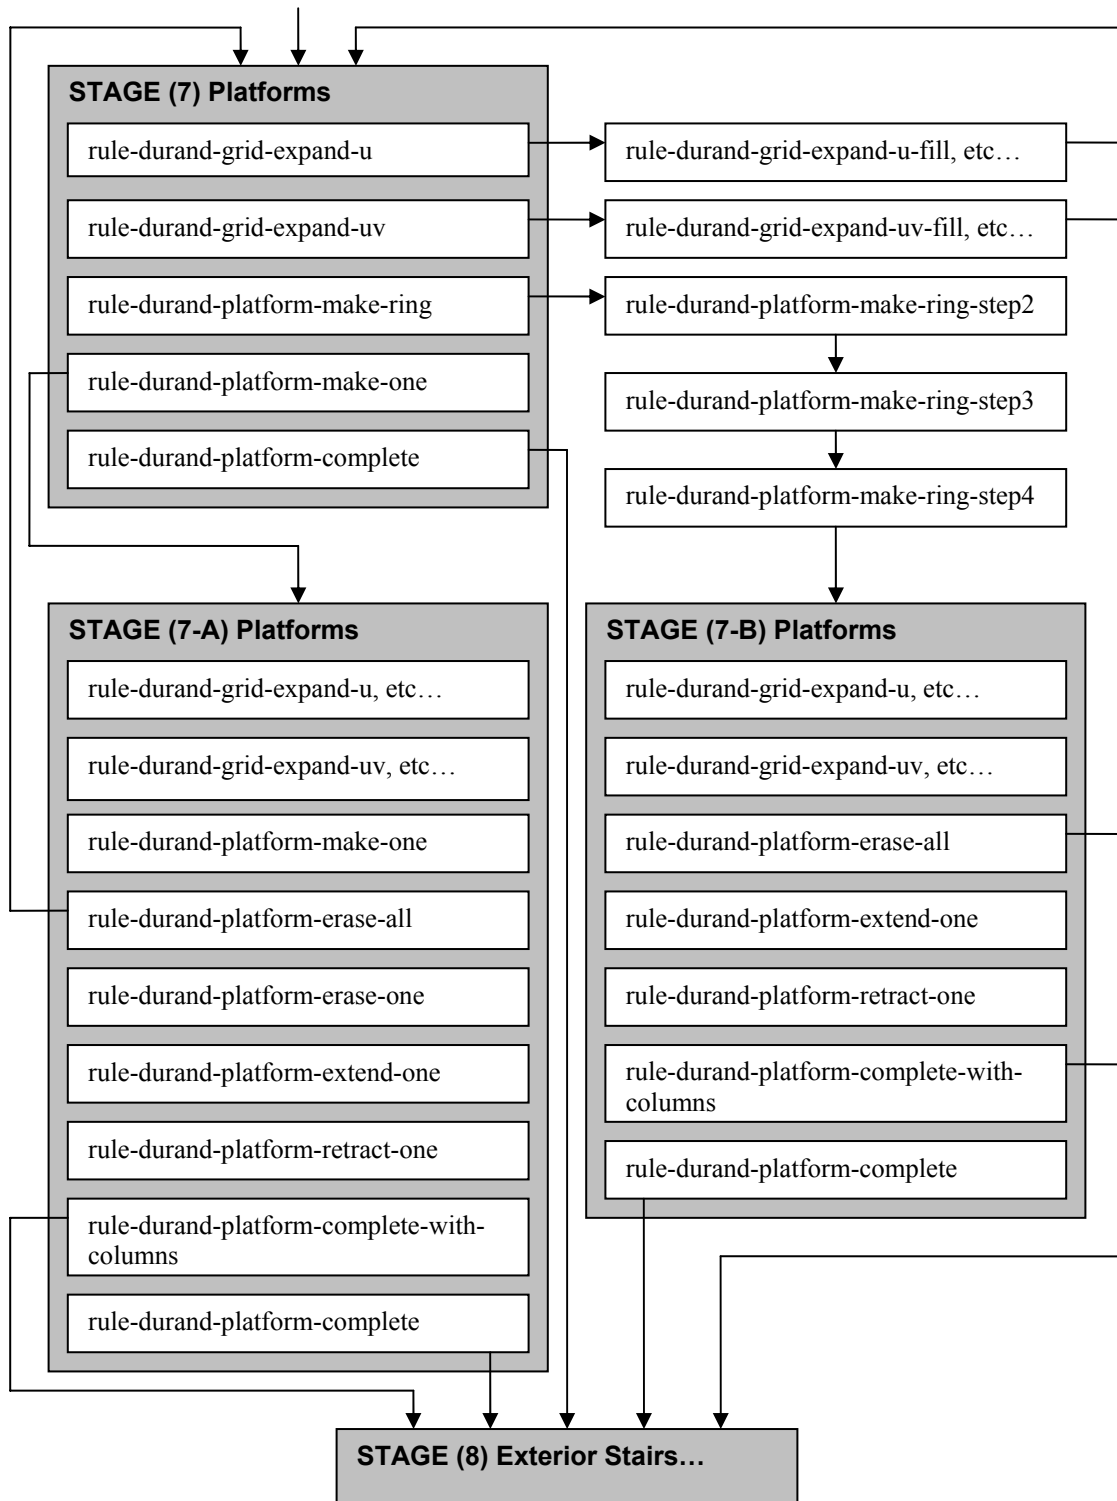 STAGE (7) Platforms
rule-durand-grid-expand-u
rule-durand-grid-expand-u-fill, etc…
rule-durand-grid-expand-uv
rule-durand-grid-expand-uv-fill, etc…
rule-durand-platform-make-ring
rule-durand-platform-make-ring-step2
rule-durand-platform-make-one
rule-durand-platform-make-ring-step3
rule-durand-platform-complete
rule-durand-platform-make-ring-step4
STAGE (7-A) Platforms
rule-durand-grid-expand-u, etc…
rule-durand-grid-expand-uv, etc…
rule-durand-platform-make-one
rule-durand-platform-erase-all
rule-durand-platform-erase-one
rule-durand-platform-extend-one
rule-durand-platform-retract-one
rule-durand-platform-complete-with-
columns
rule-durand-platform-complete
STAGE (7-B) Platforms
rule-durand-grid-expand-u, etc…
rule-durand-grid-expand-uv, etc…
rule-durand-platform-erase-all
rule-durand-platform-extend-one
rule-durand-platform-retract-one
rule-durand-platform-complete-with-
columns
rule-durand-platform-complete
STAGE (8) Exterior Stairs…